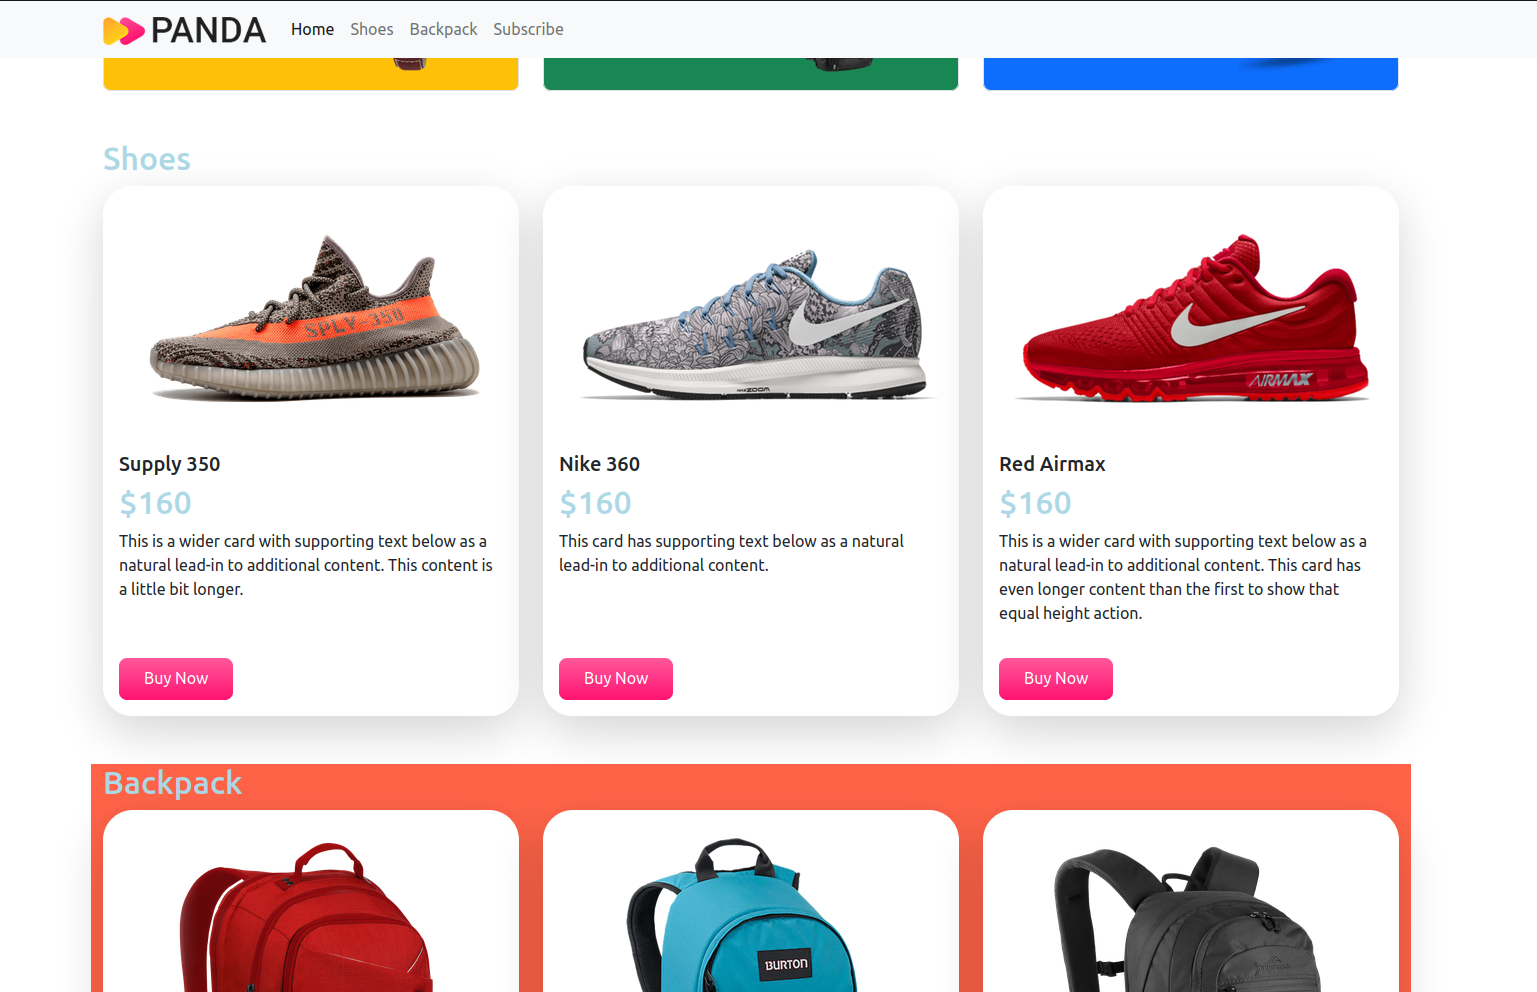 PANDA Home Shoes Backpack Subscribe
Shoes
SPLY-350
ZOOM
AIRMAX
Supply 350
$160
This is a wider card with supporting text below as a
natural lead-in to additional content. This content is
a little bit longer.
Buy Now
Nike 360
$160
This card has supporting text below as a natural
lead-in to additional content.
Buy Now
Red Airmax
$160
This is a wider card with supporting text below as a
natural lead-in to additional content. This card has
even longer content than the first to show that
equal height action.
Buy Now
Backpack
BURTON